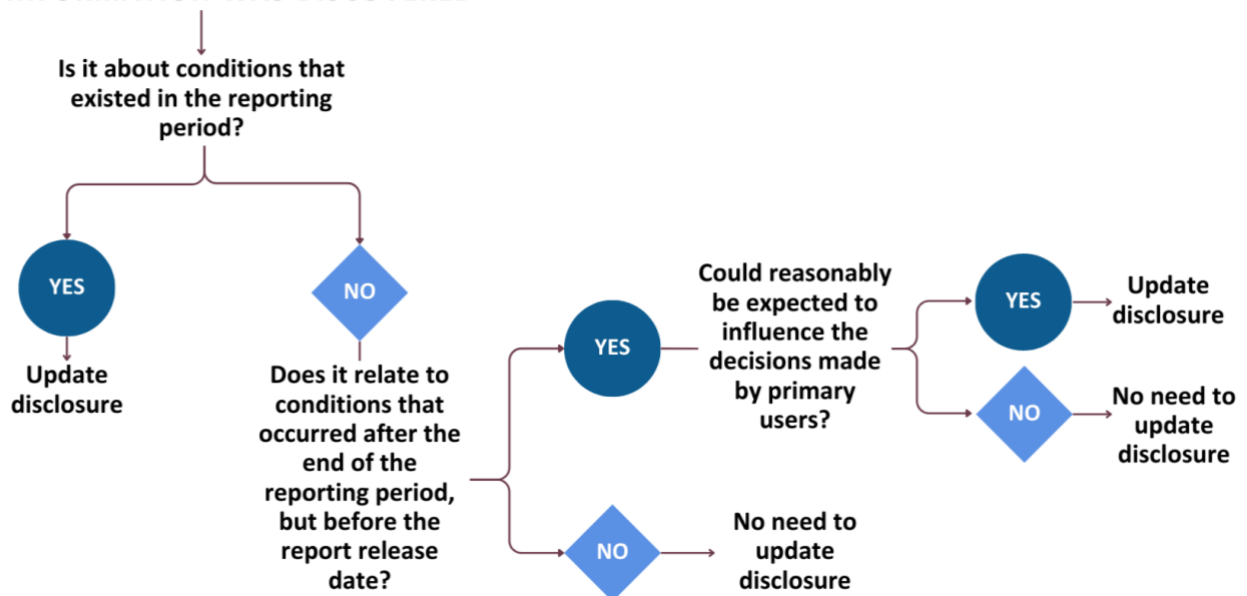 Is it about conditions that
existed in the reporting
period?
YES
NO
Update
disclosure
Does it relate to
conditions that
occurred after the
end of the
reporting period,
but before the
report release
date?
YES
NO
No need to
update
disclosure
Could reasonably
be expected to
influence the
decisions made
by primary
users?
YES
Update
disclosure
NO
No need to
update
disclosure